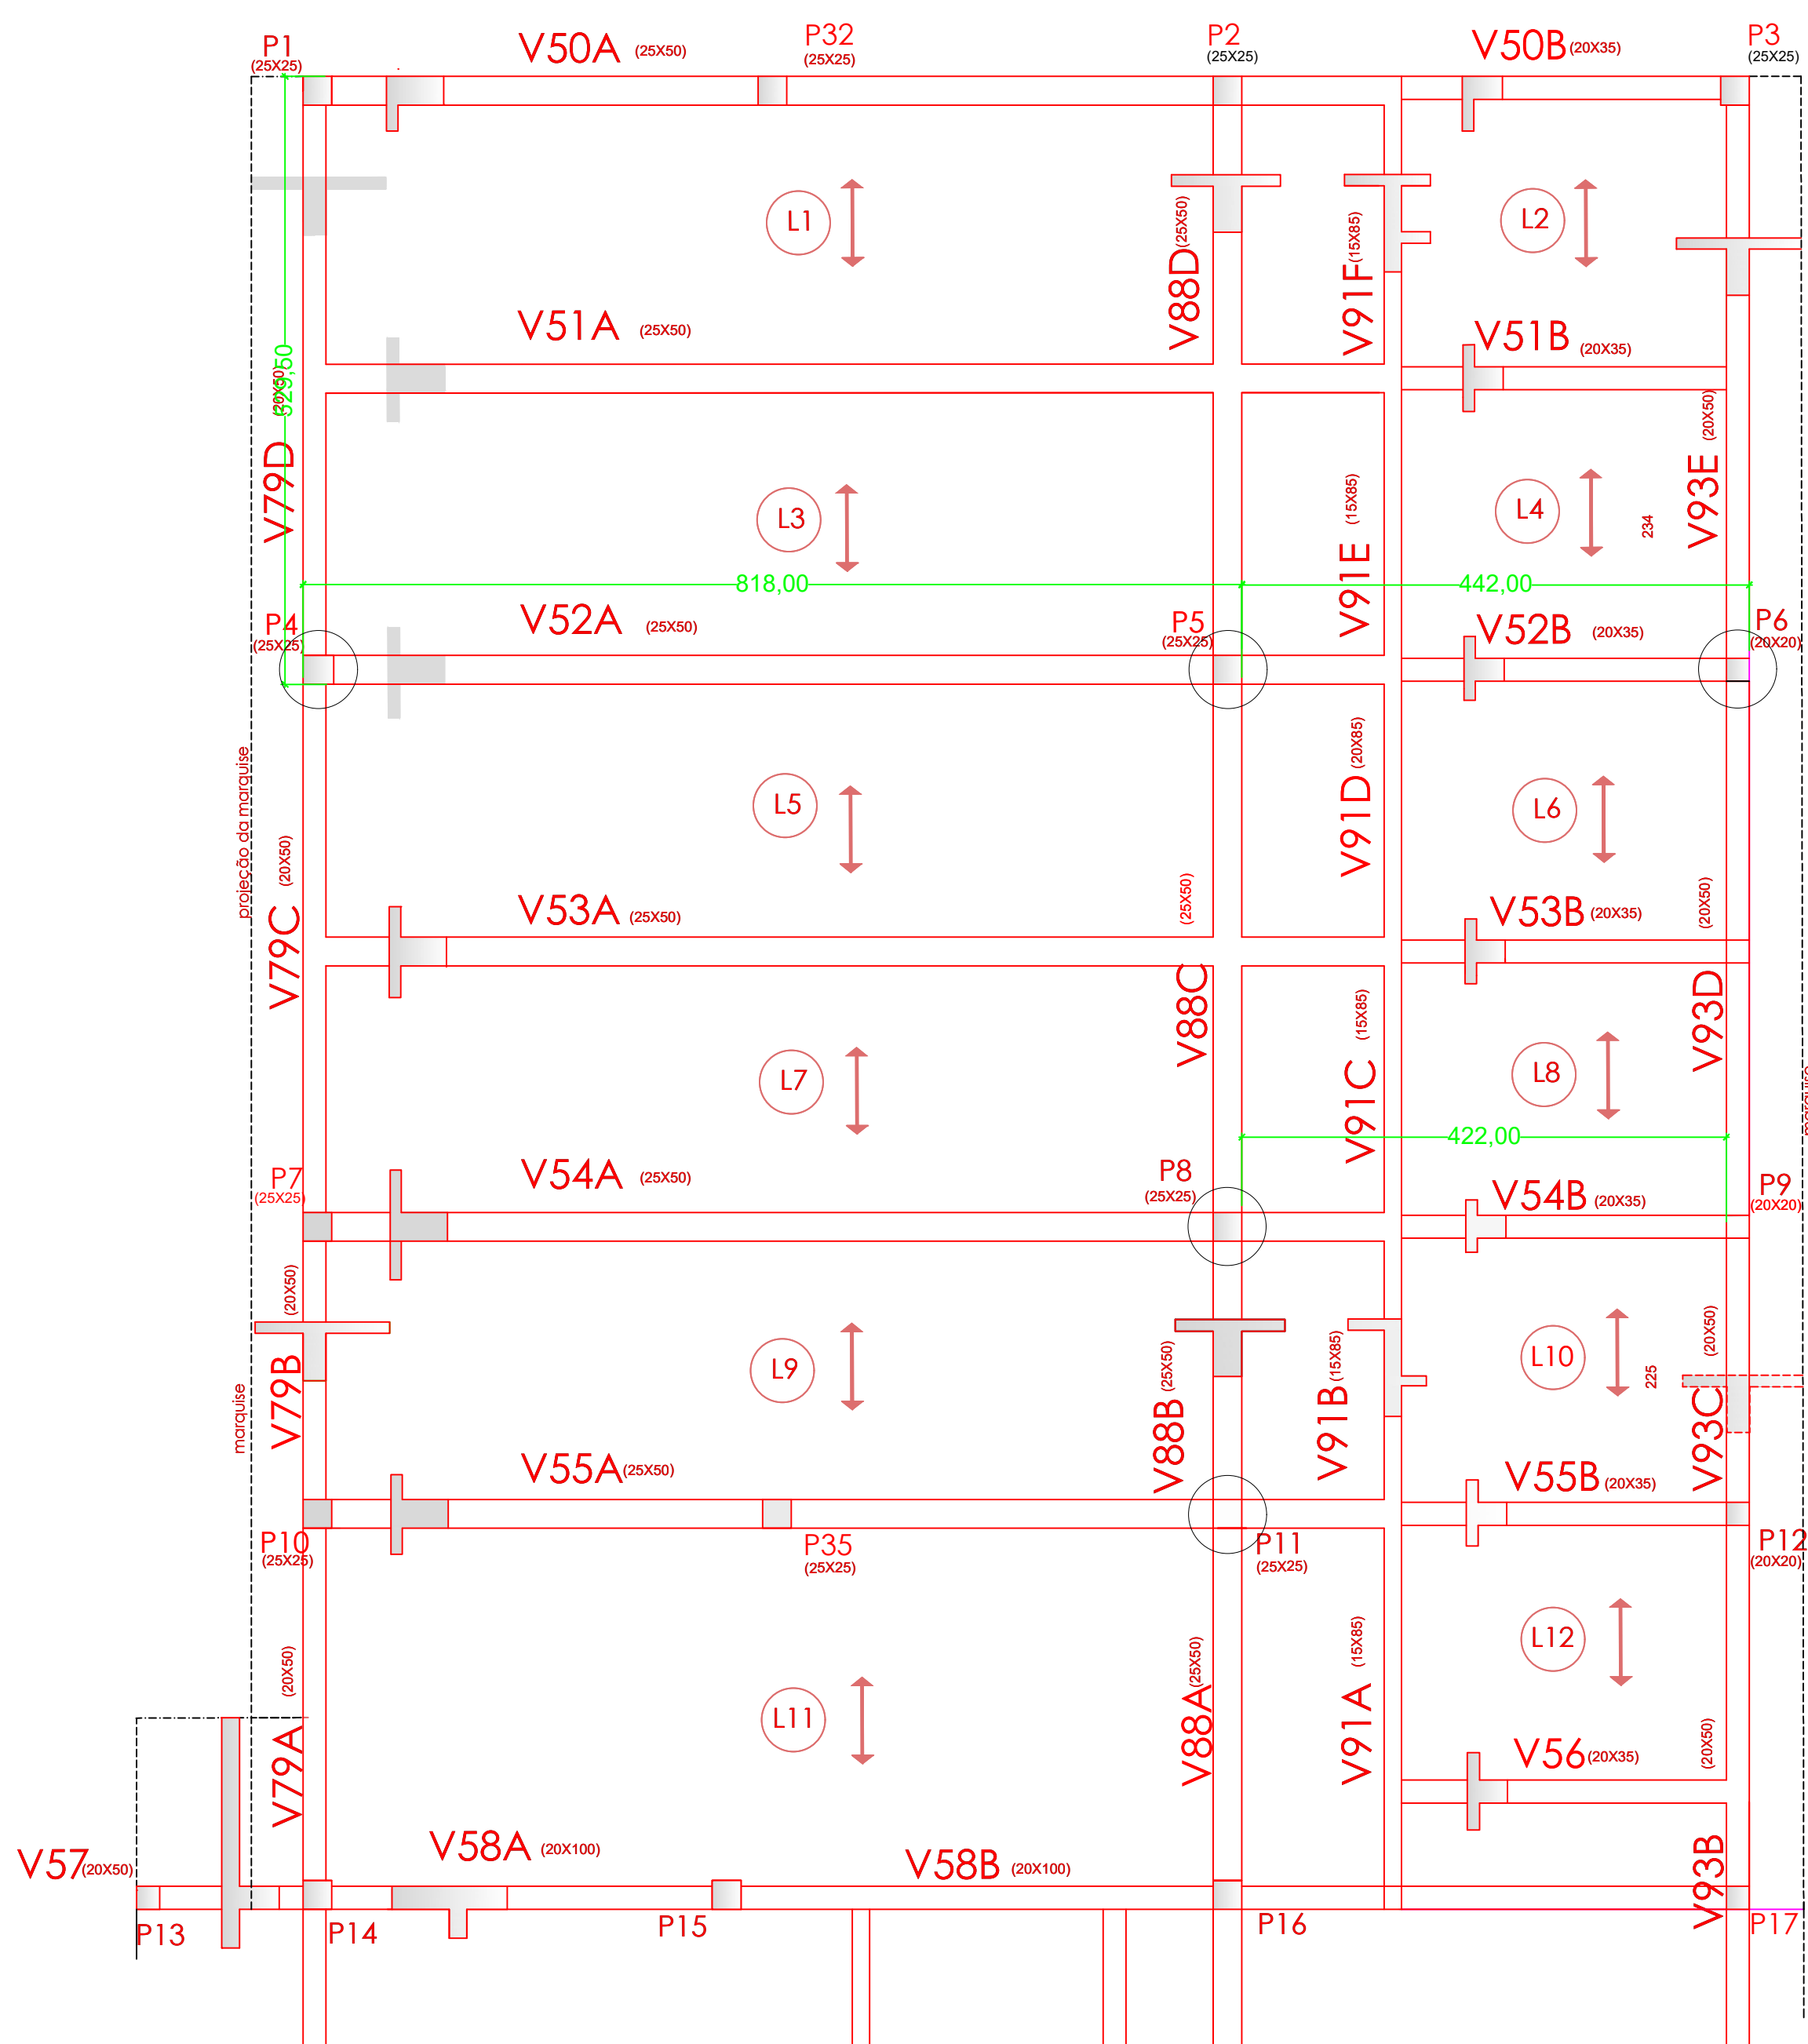 P1
(25X25)
V50A (25X50)
P32
(25X25)
P2
(25X25)
V50B (20X35)
P3
(25X25)
L1
L2
V88D (25X50)
V91F (15X85)
V51A (25X50)
V51B (20X35)
529,50
(20X50)
V79D
L3
V91E (15X85)
L4
234
V93E (20X50)
818,00
442,00
P4
(25X25)
V52A (25X50)
P5
(25X25)
V52B (20X35)
P6
(20X20)
projeção da marquise
L5
V91D (20X85)
L6
V79C (20X50)
V53A (25X50)
(25X50)
V88C
V53B (20X35)
(20X50)
V93D
L7
V91C (15X85)
L8
marquise
422,00
P7
(25X25)
V54A (25X50)
P8
(25X25)
V54B (20X35)
P9
(20X20)
V79B (20X50)
marquise
L9
V88B (25X50)
V91B (15X85)
L10
225
V93C (20X50)
V55A (25X50)
V55B (20X35)
P10
(25X25)
P35
(25X25)
P11
(25X25)
P12
(20X20)
V79A (20X50)
L11
V88A (25X50)
V91A (15X85)
L12
V56 (20X35)
(20X50)
V93B
V57 (20X50)
V58A (20X100)
V58B (20X100)
P13
P14
P15
P16
P17